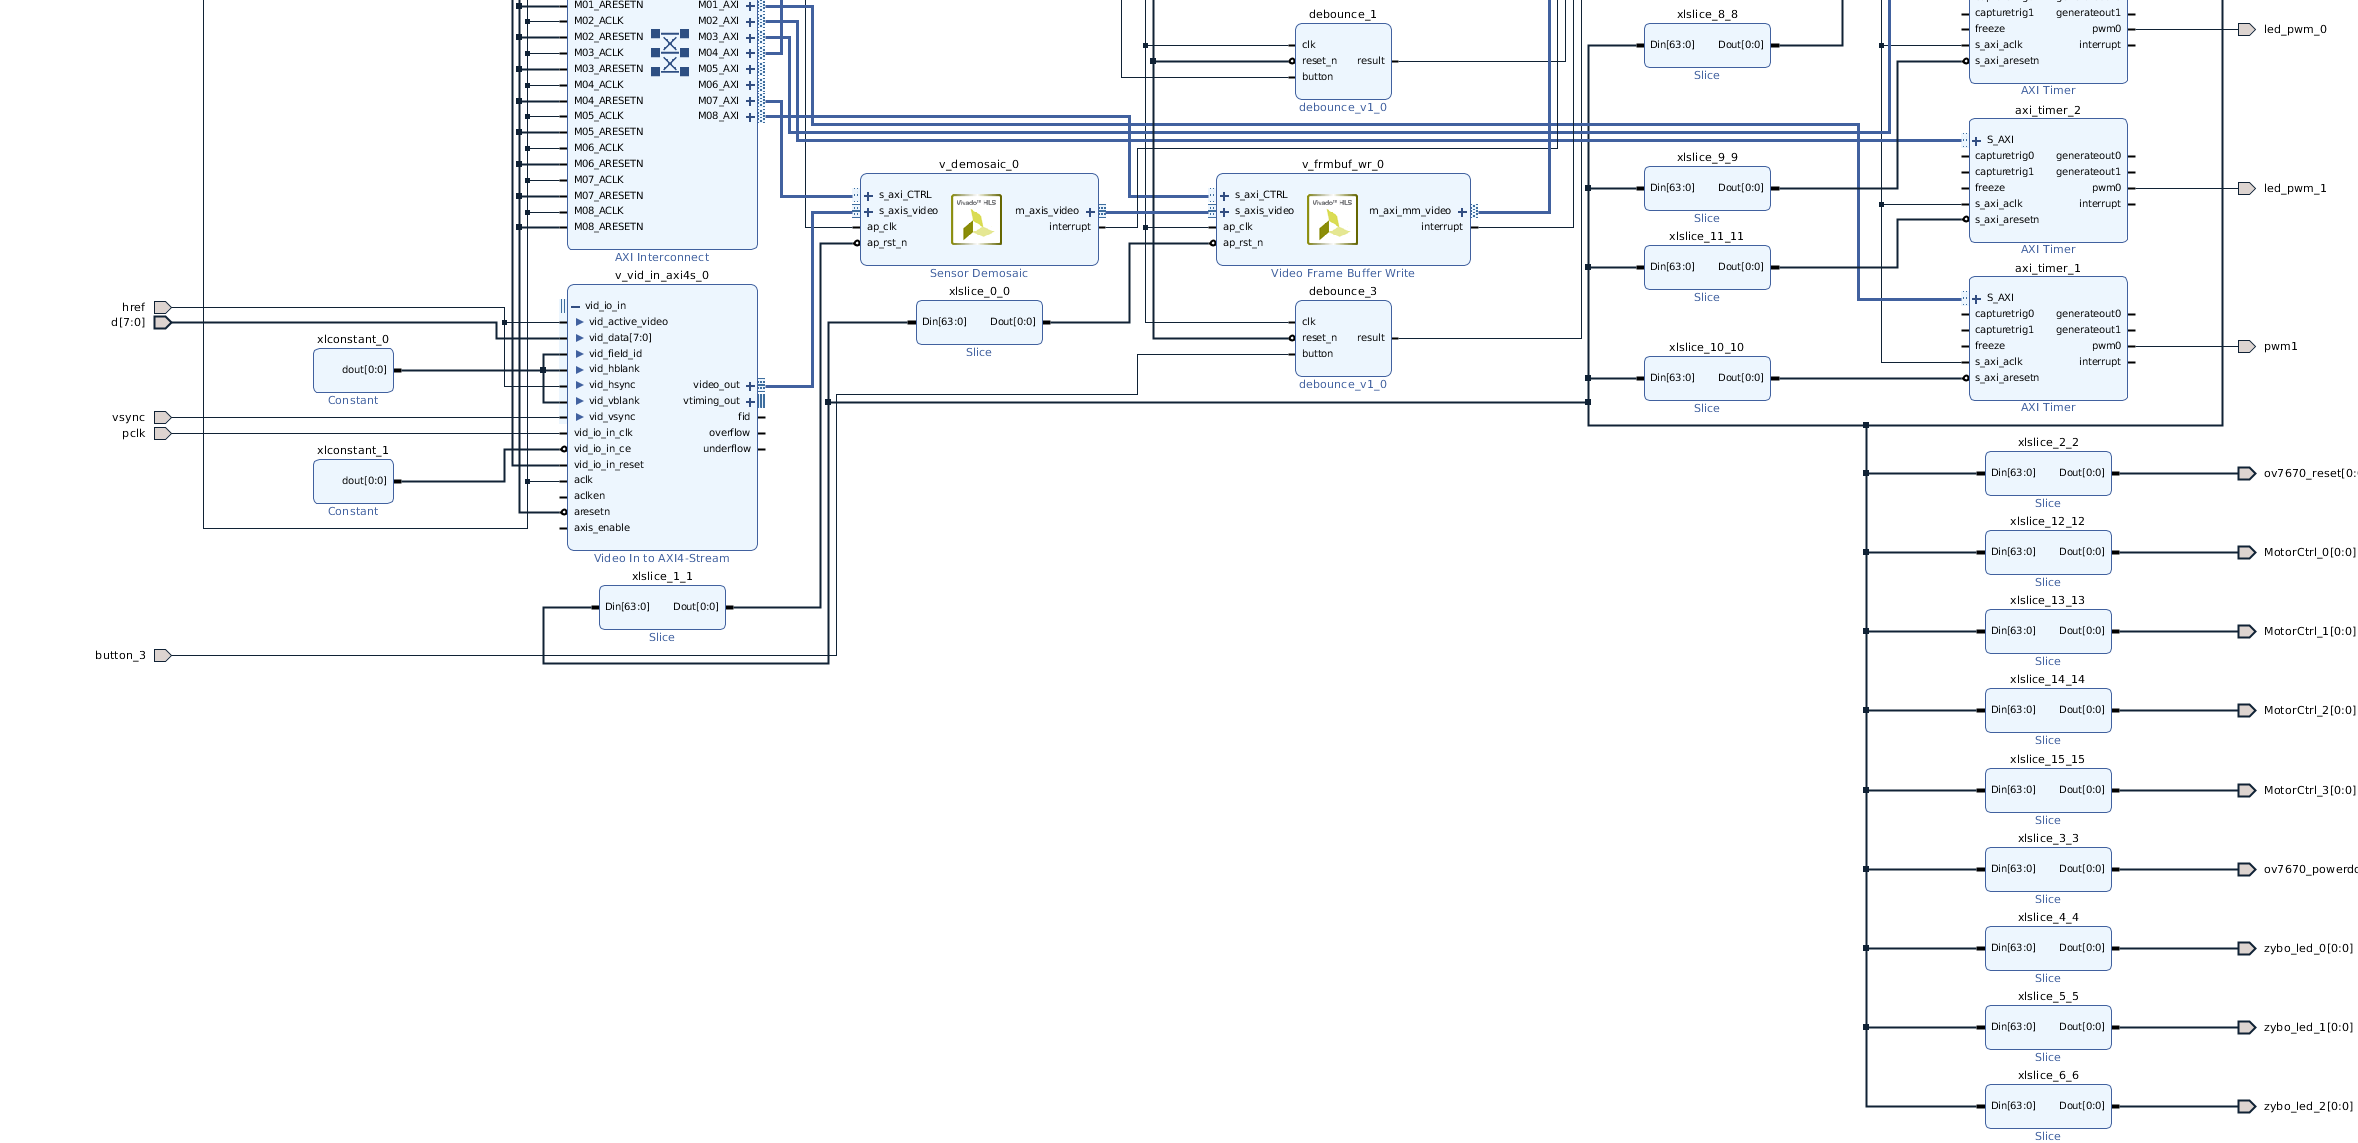 M01_ARESETN M01_AXI
M02_ACLK M02_AXI
M02_ARESETN M03_AXI
M03_ACLK M04_AXI
M03_ARESETN M05_AXI
M04_ACLK M06_AXI
M04_ARESETN M07_AXI
M05_ACLK M08_AXI
M05_ARESETN
M06_ACLK
M06_ARESETN
M07_ACLK
M07_ARESETN
M08_ACLK
M08_ARESETN
AXI Interconnect
debounce_1
clk
reset_n result
button
debounce_v1_0
xlslice_8_8
Din[63:0] Dout[0:0]
Slice
capturetrig1 generateout1
freeze pwm0
s_axi_aclk interrupt
s_axi_aresetn
AXI Timer
led_pwm_0
axi_timer_2
S_AXI
capturetrig0 generateout0
capturetrig1 generateout1
freeze pwm0
s_axi_aclk interrupt
s_axi_aresetn
AXI Timer
led_pwm_1
v_demosaic_0
s_axi_CTRL
s_axis_video m_axis_video
ap_clk interrupt
ap_rst_n
Vivado™ HLS
Sensor Demosaic
v_frmbuf_wr_0
s_axi_CTRL
s_axis_video m_axi_mm_video
ap_clk interrupt
ap_rst_n
Vivado™ HLS
Video Frame Buffer Write
xlslice_9_9
Din[63:0] Dout[0:0]
Slice
xlslice_11_11
Din[63:0] Dout[0:0]
Slice
axi_timer_1
S_AXI
capturetrig0 generateout0
capturetrig1 generateout1
freeze pwm0
s_axi_aclk interrupt
s_axi_aresetn
AXI Timer
pwm1
href
d[7:0]
vsync
pclk
xlconstant_0
dout[0:0]
Constant
xlconstant_1
dout[0:0]
Constant
v_vid_in_axi4s_0
vid_io_in
vid_active_video
vid_data[7:0]
vid_field_id
vid_hblank
vid_hsync video_out
vid_vblank vtiming_out
vid_vsync fid
vid_io_in_clk overflow
vid_io_in_ce underflow
vid_io_in_reset
aclk
aclken
aresetn
axis_enable
Video In to AXI4-Stream
xlslice_0_0
Din[63:0] Dout[0:0]
Slice
debounce_3
clk
reset_n result
button
debounce_v1_0
xlslice_10_10
Din[63:0] Dout[0:0]
Slice
xlslice_1_1
Din[63:0] Dout[0:0]
Slice
button_3
xlslice_2_2
Din[63:0] Dout[0:0]
Slice
ov7670_reset[0:
xlslice_12_12
Din[63:0] Dout[0:0]
Slice
MotorCtrl_0[0:0]
xlslice_13_13
Din[63:0] Dout[0:0]
Slice
MotorCtrl_1[0:0]
xlslice_14_14
Din[63:0] Dout[0:0]
Slice
MotorCtrl_2[0:0]
xlslice_15_15
Din[63:0] Dout[0:0]
Slice
MotorCtrl_3[0:0]
xlslice_3_3
Din[63:0] Dout[0:0]
Slice
xlslice_4_4
Din[63:0] Dout[0:0]
Slice
zybo_led_0[0:0]
xlslice_5_5
Din[63:0] Dout[0:0]
Slice
zybo_led_1[0:0]
xlslice_6_6
Din[63:0] Dout[0:0]
Slice
zybo_led_2[0:0]